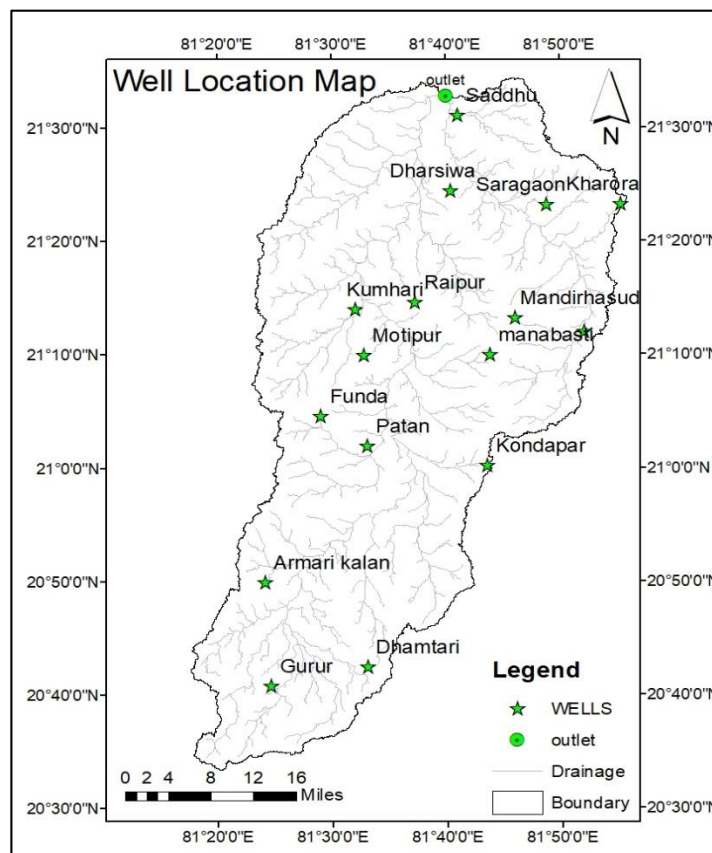 81°20'0"E 81°30'0"E 81°40'0"E 81°50'0"E
Well Location Map
outlet
Saddhu
N
21°30'0"N 21°30'0"N
Dharsiwa
Saragaon Kharora
21°20'0"N 21°20'0"N
Kumhari Raipur
Mandirhasud
Motipur manabasti
21°10'0"N 21°10'0"N
Funda
Patan
Kondapar
21°0'0"N 21°0'0"N
Armari kalan
20°50'0"N 20°50'0"N
Dhamtari
Gurur
20°40'0"N 20°40'0"N
Legend
WELLS
outlet
Drainage
Boundary
0 2 4 8 12 16
Miles
20°30'0"N 20°30'0"N
81°20'0"E 81°30'0"E 81°40'0"E 81°50'0"E